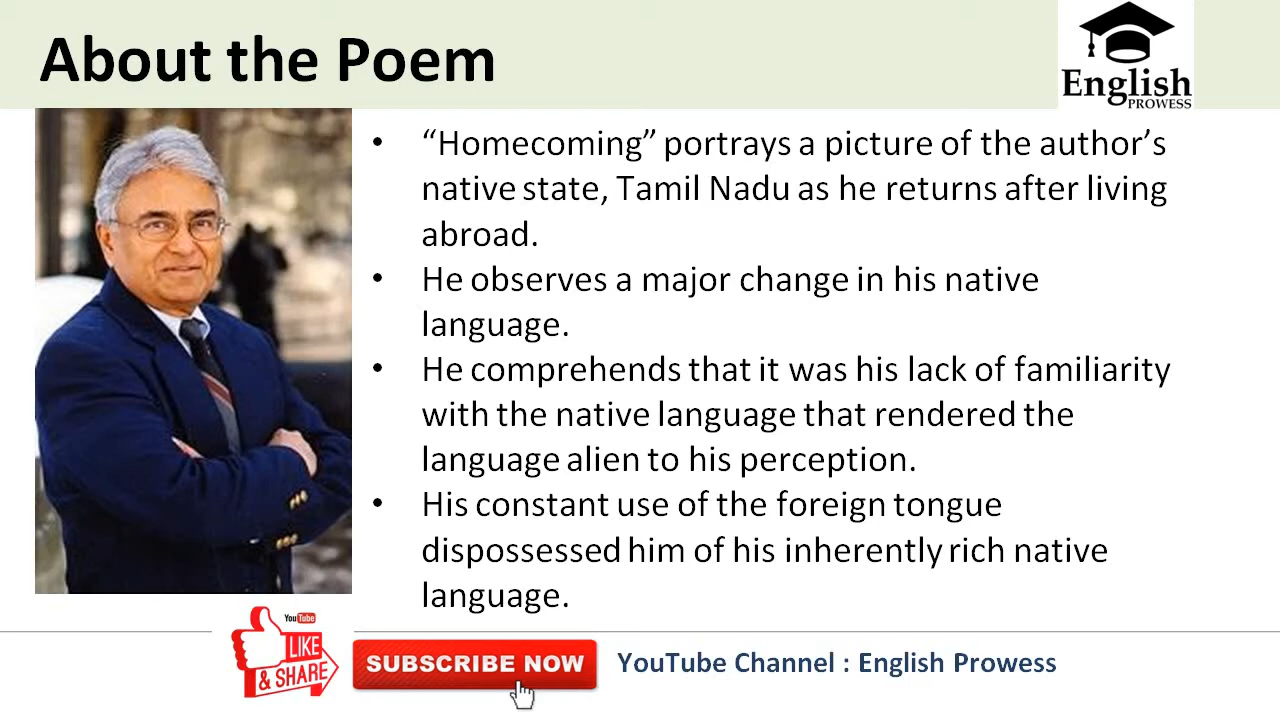 About the Poem
English
PROWESS
• “Homecoming” portrays a picture of the author’s
native state, Tamil Nadu as he returns after living
abroad.
• He observes a major change in his native
language.
• He comprehends that it was his lack of familiarity
with the native language that rendered the
language alien to his perception.
• His constant use of the foreign tongue
dispossessed him of his inherently rich native
language.
YouTube
LIKE
& SHARE
SUBSCRIBE NOW
YouTube Channel : English Prowess